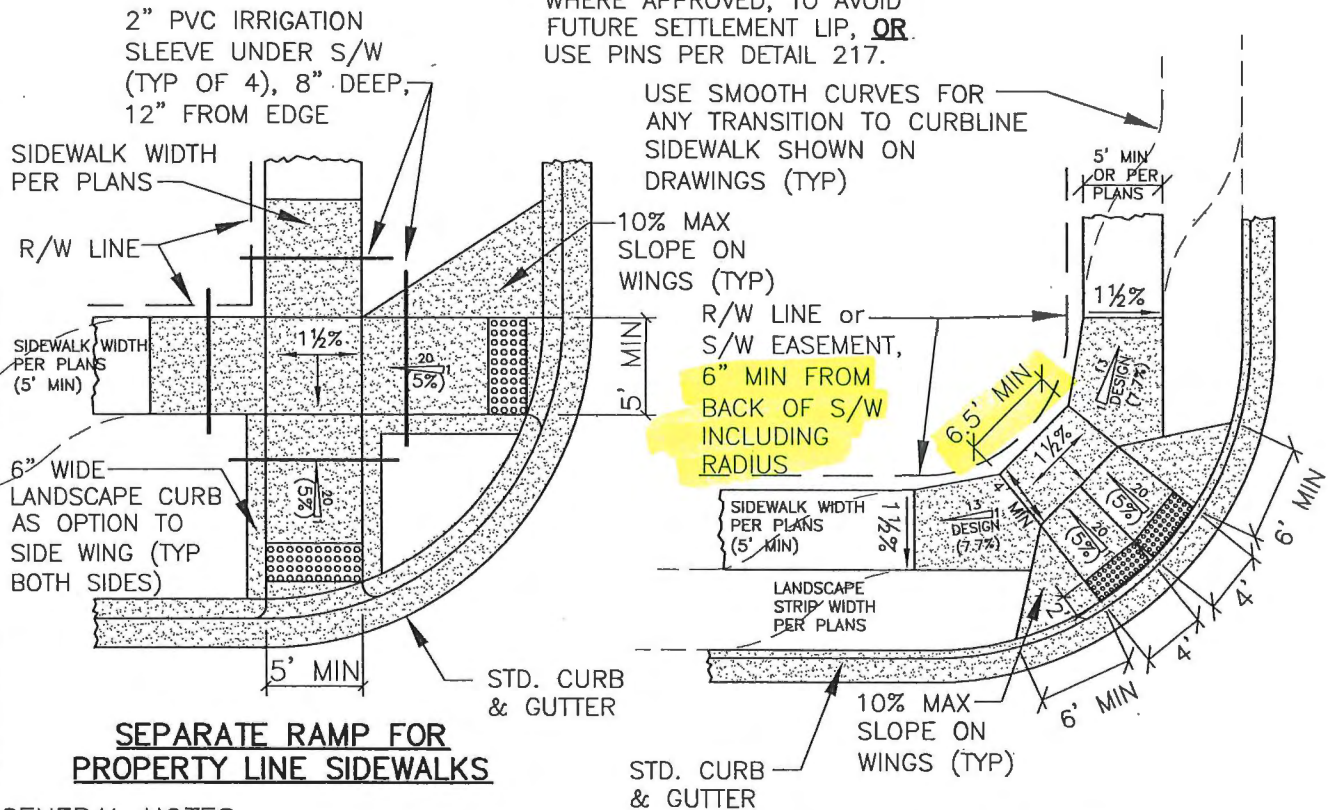 2" PVC IRRIGATION
SLEEVE UNDER S/W
(TYP OF 4), 8" DEEP,
12" FROM EDGE
WHERE APPROVED, TO AVOID
FUTURE SETTLEMENT LIP, OR
USE PINS PER DETAIL 217.
SIDEWALK WIDTH
PER PLANS
R/W LINE
SIDEWALK WIDTH
PER PLANS
(5' MIN)
1½%
20
1
(5%)
5' MIN
10% MAX
SLOPE ON
WINGS (TYP)
6" WIDE
LANDSCAPE CURB
AS OPTION TO
SIDE WING (TYP
BOTH SIDES)
20
1
(5%)
5' MIN
STD. CURB
& GUTTER
SEPARATE RAMP FOR
PROPERTY LINE SIDEWALKS
USE SMOOTH CURVES FOR
ANY TRANSITION TO CURBLINE
SIDEWALK SHOWN ON
DRAWINGS (TYP)
5' MIN
OR PER
PLANS
1½%
R/W LINE or
S/W EASEMENT,
6" MIN FROM
BACK OF S/W
INCLUDING
RADIUS
6.5' MIN
13
1
DESIGN
(7.7%)
1½%
4' MIN
20
1
(5%)
20
1
(5%)
SIDEWALK WIDTH
PER PLANS
(5' MIN)
1½%
13
1
DESIGN
(7.7%)
LANDSCAPE
STRIP WIDTH
PER PLANS
2'
6' MIN
4'
4'
6' MIN
10% MAX
SLOPE ON
WINGS (TYP)
STD. CURB
& GUTTER